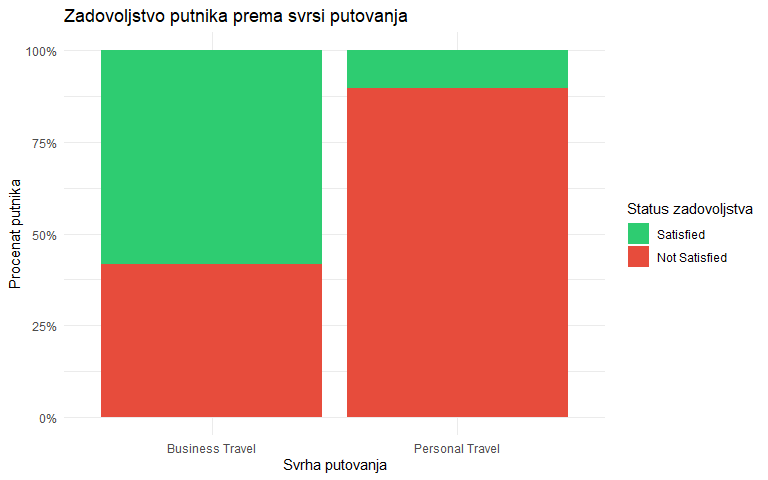 Zadovoljstvo putnika prema svrsi putovanja
Procenat putnika
100%
75%
50%
25%
0%
Business Travel
Personal Travel
Svrha putovanja
Status zadovoljstva
Satisfied
Not Satisfied